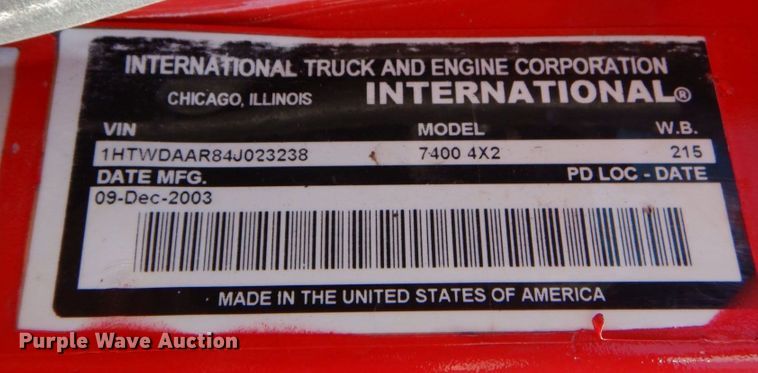 INTERNATIONAL TRUCK AND ENGINE CORPORATION
CHICAGO, ILLINOIS INTERNATIONAL®
VIN MODEL W.B.
1HTWDAAR84J023238 7400 4X2 215
DATE MFG. PD LOC - DATE
09-Dec-2003
MADE IN THE UNITED STATES OF AMERICA
Purple Wave Auction